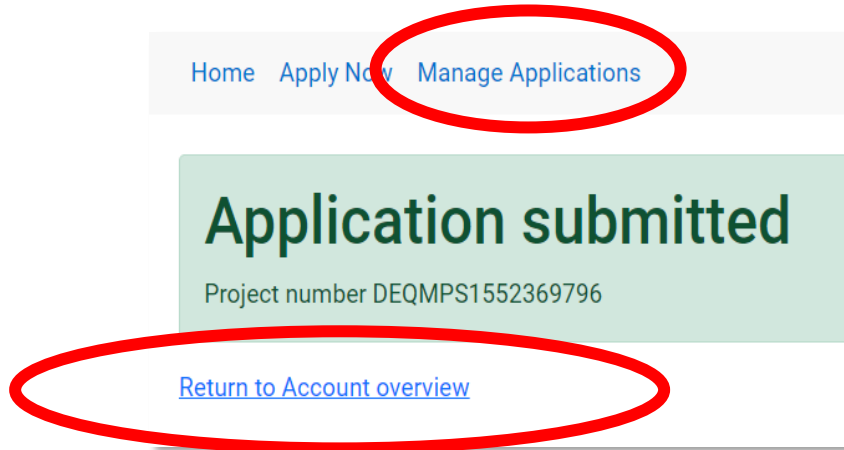 Home Apply Now Manage Applications
Application submitted
Project number DEQMPS1552369796
Return to Account overview